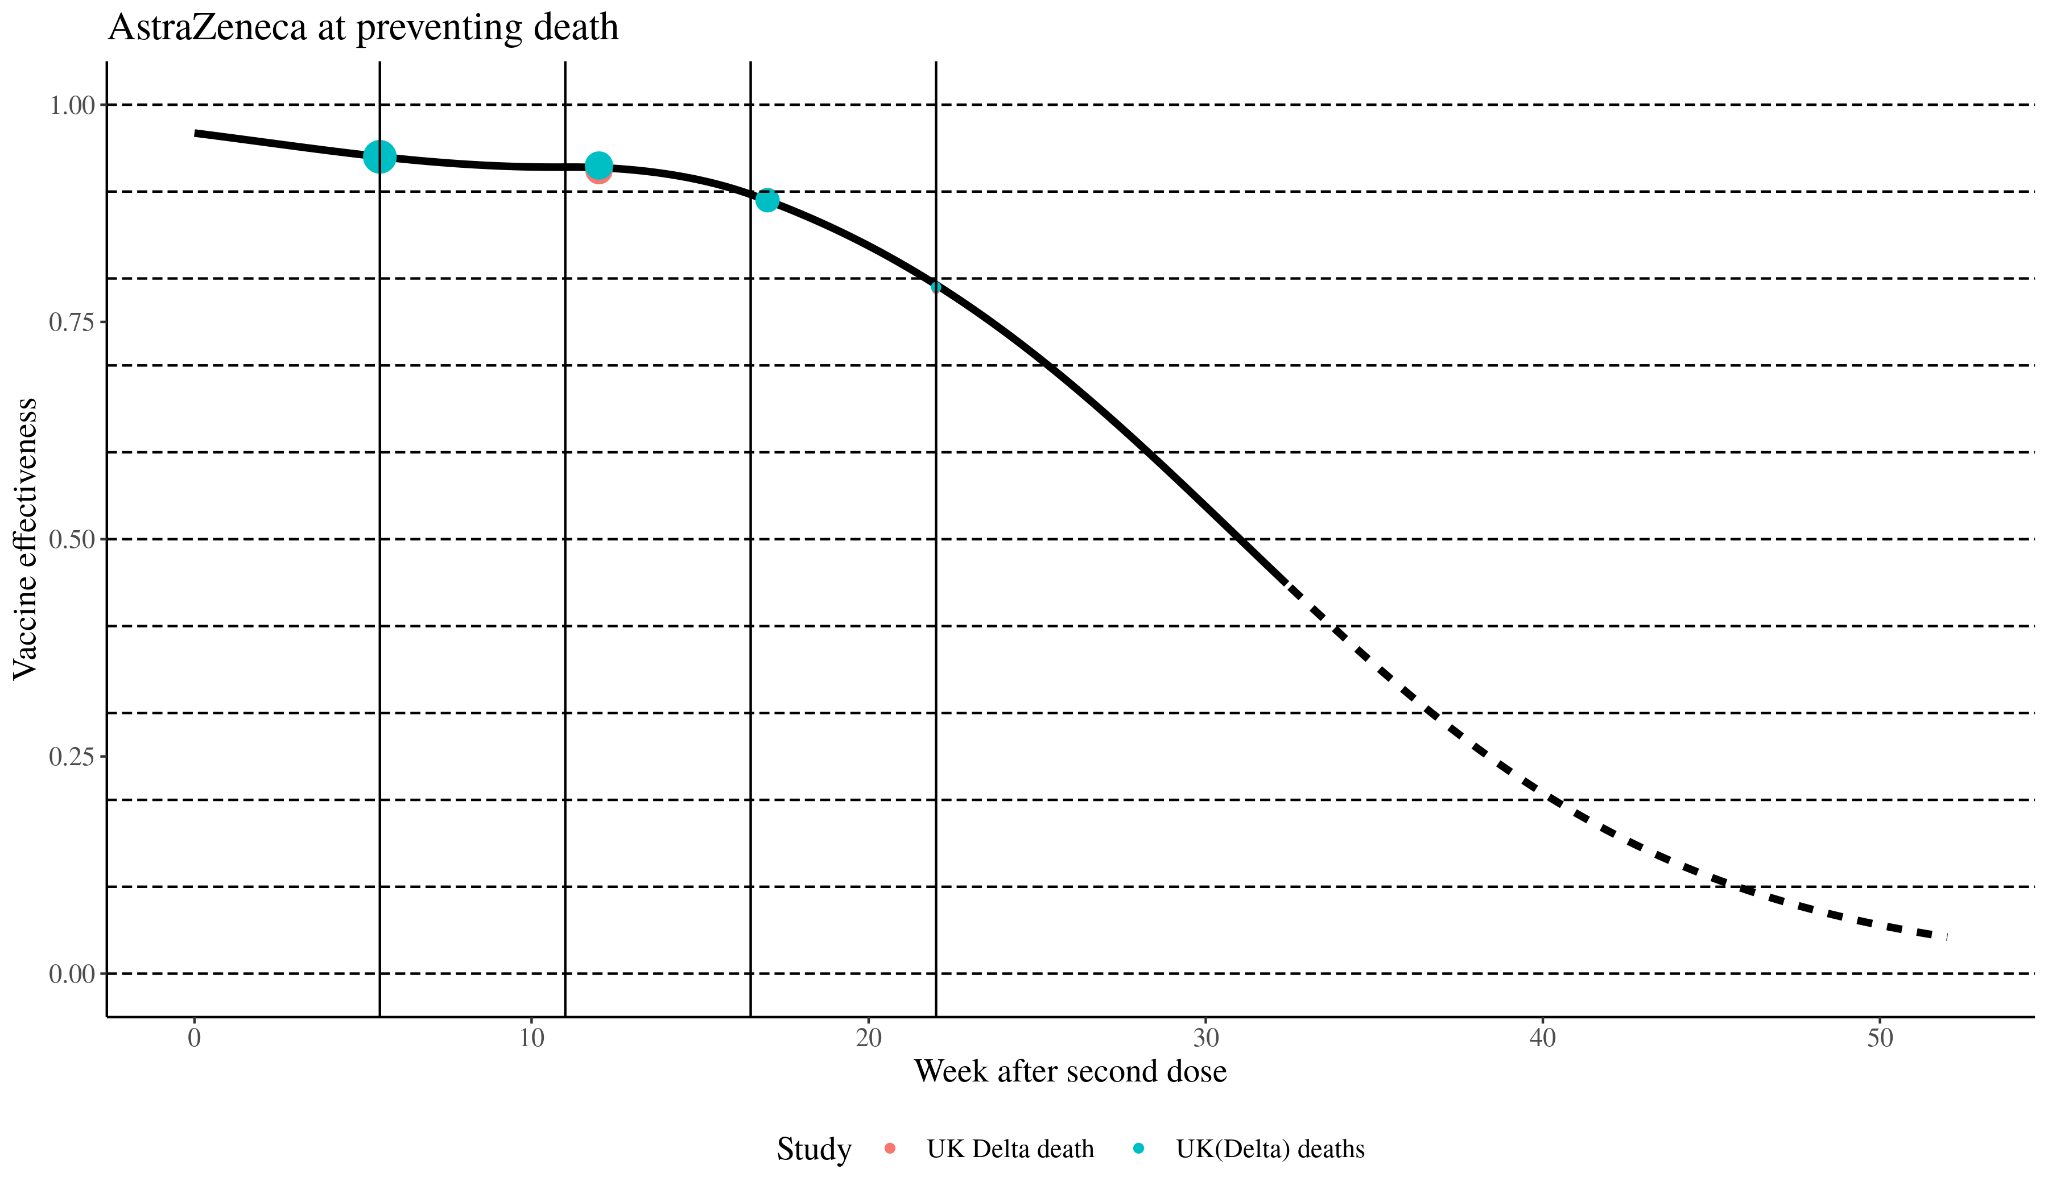 AstraZeneca at preventing death
Vaccine effectiveness
1.00
0.75
0.50
0.25
0.00
0 10 20 30 40 50
Week after second dose
Study UK Delta death UK(Delta) deaths